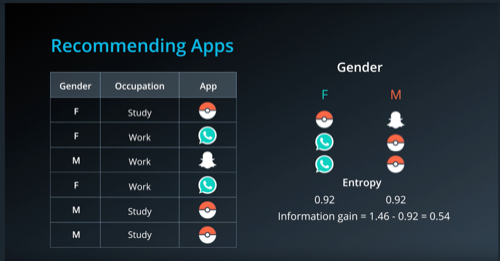 Recommending Apps
Gender Occupation App
F Study
F Work
M Work
F Work
M Study
M Study
Gender
F M
Entropy
0.92 0.92
Information gain = 1.46 - 0.92 = 0.54